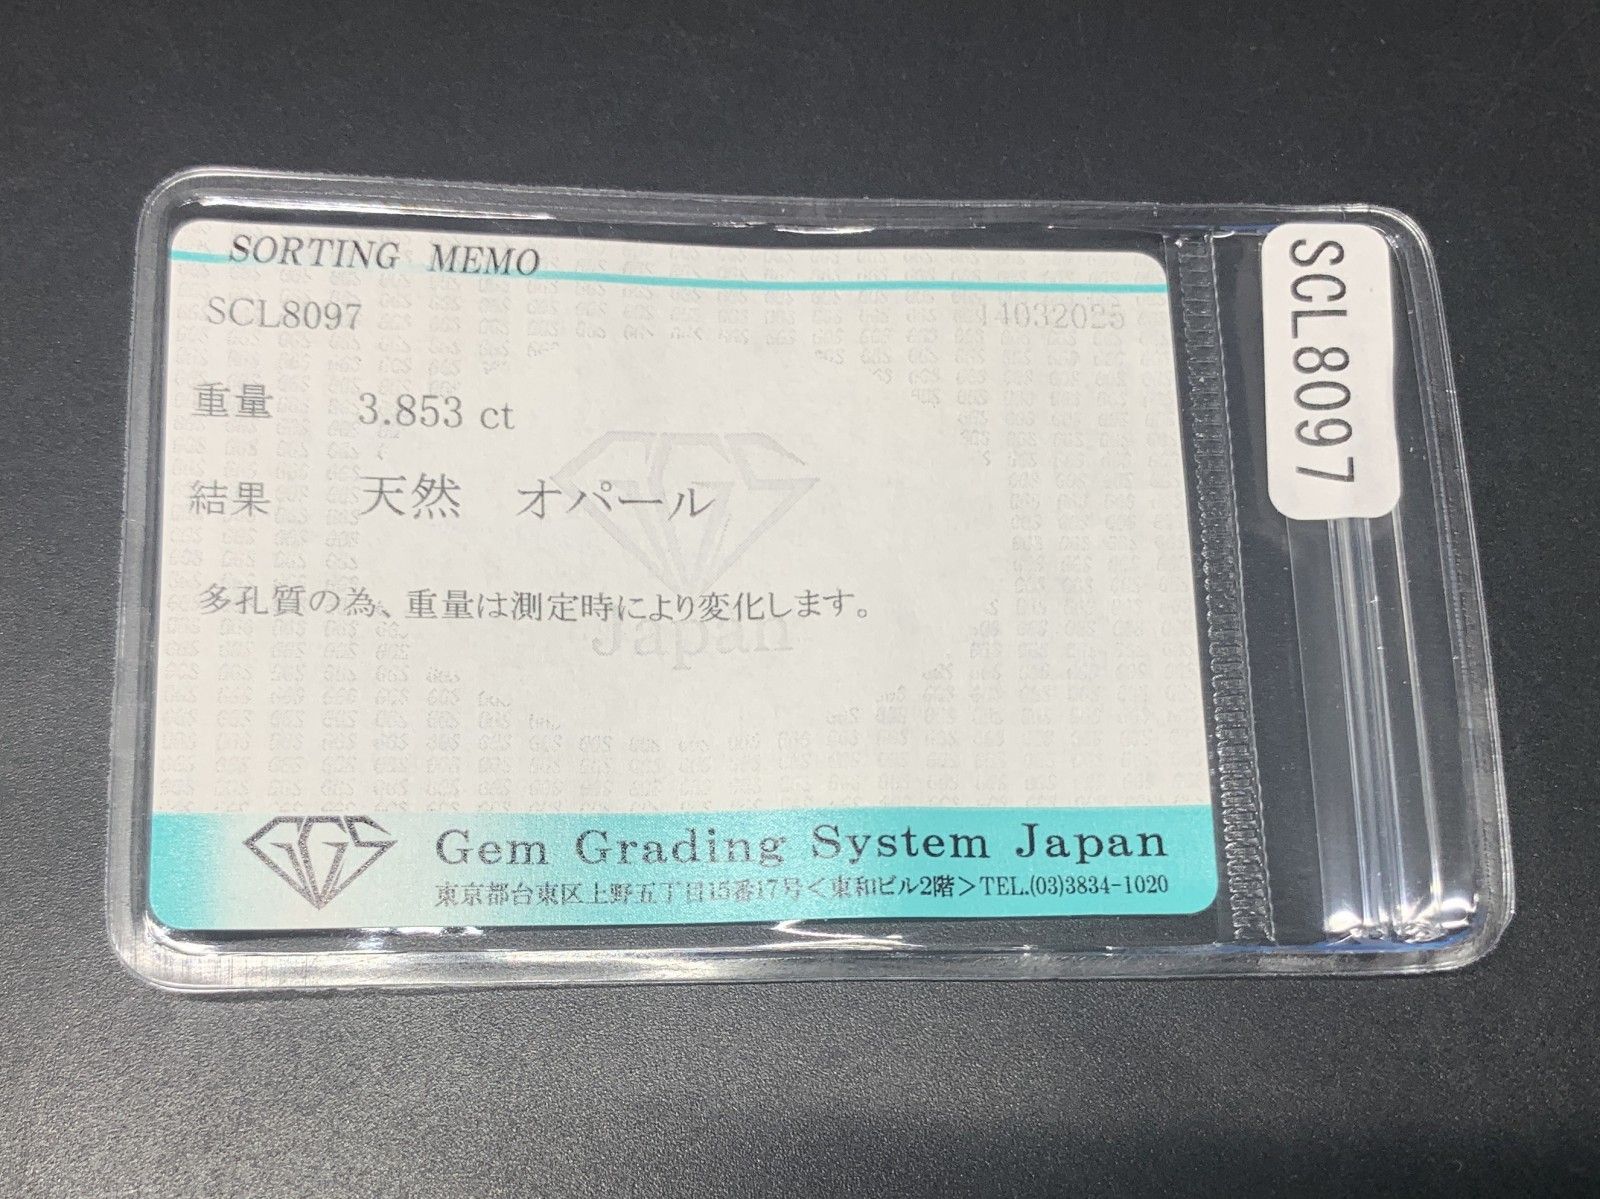 SORTING MEMO
SCL8097 14032025
重量 3.853 ct
結果 天然 オパール
多孔質の為、重量は測定時により変化します。
GGS
Japan
GGS
Gem Grading System Japan
東京都台東区上野五丁目15番17号＜東和ビル2階＞TEL.(03)3834-1020
SCL8097